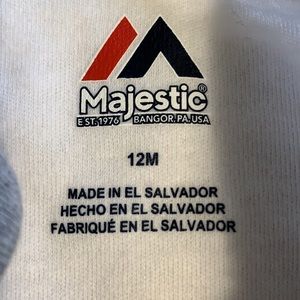 Majestic®
EST. 1976 BANGOR, PA, USA
12M
MADE IN EL SALVADOR
HECHO EN EL SALVADOR
FABRIQUÉ EN EL SALVADOR